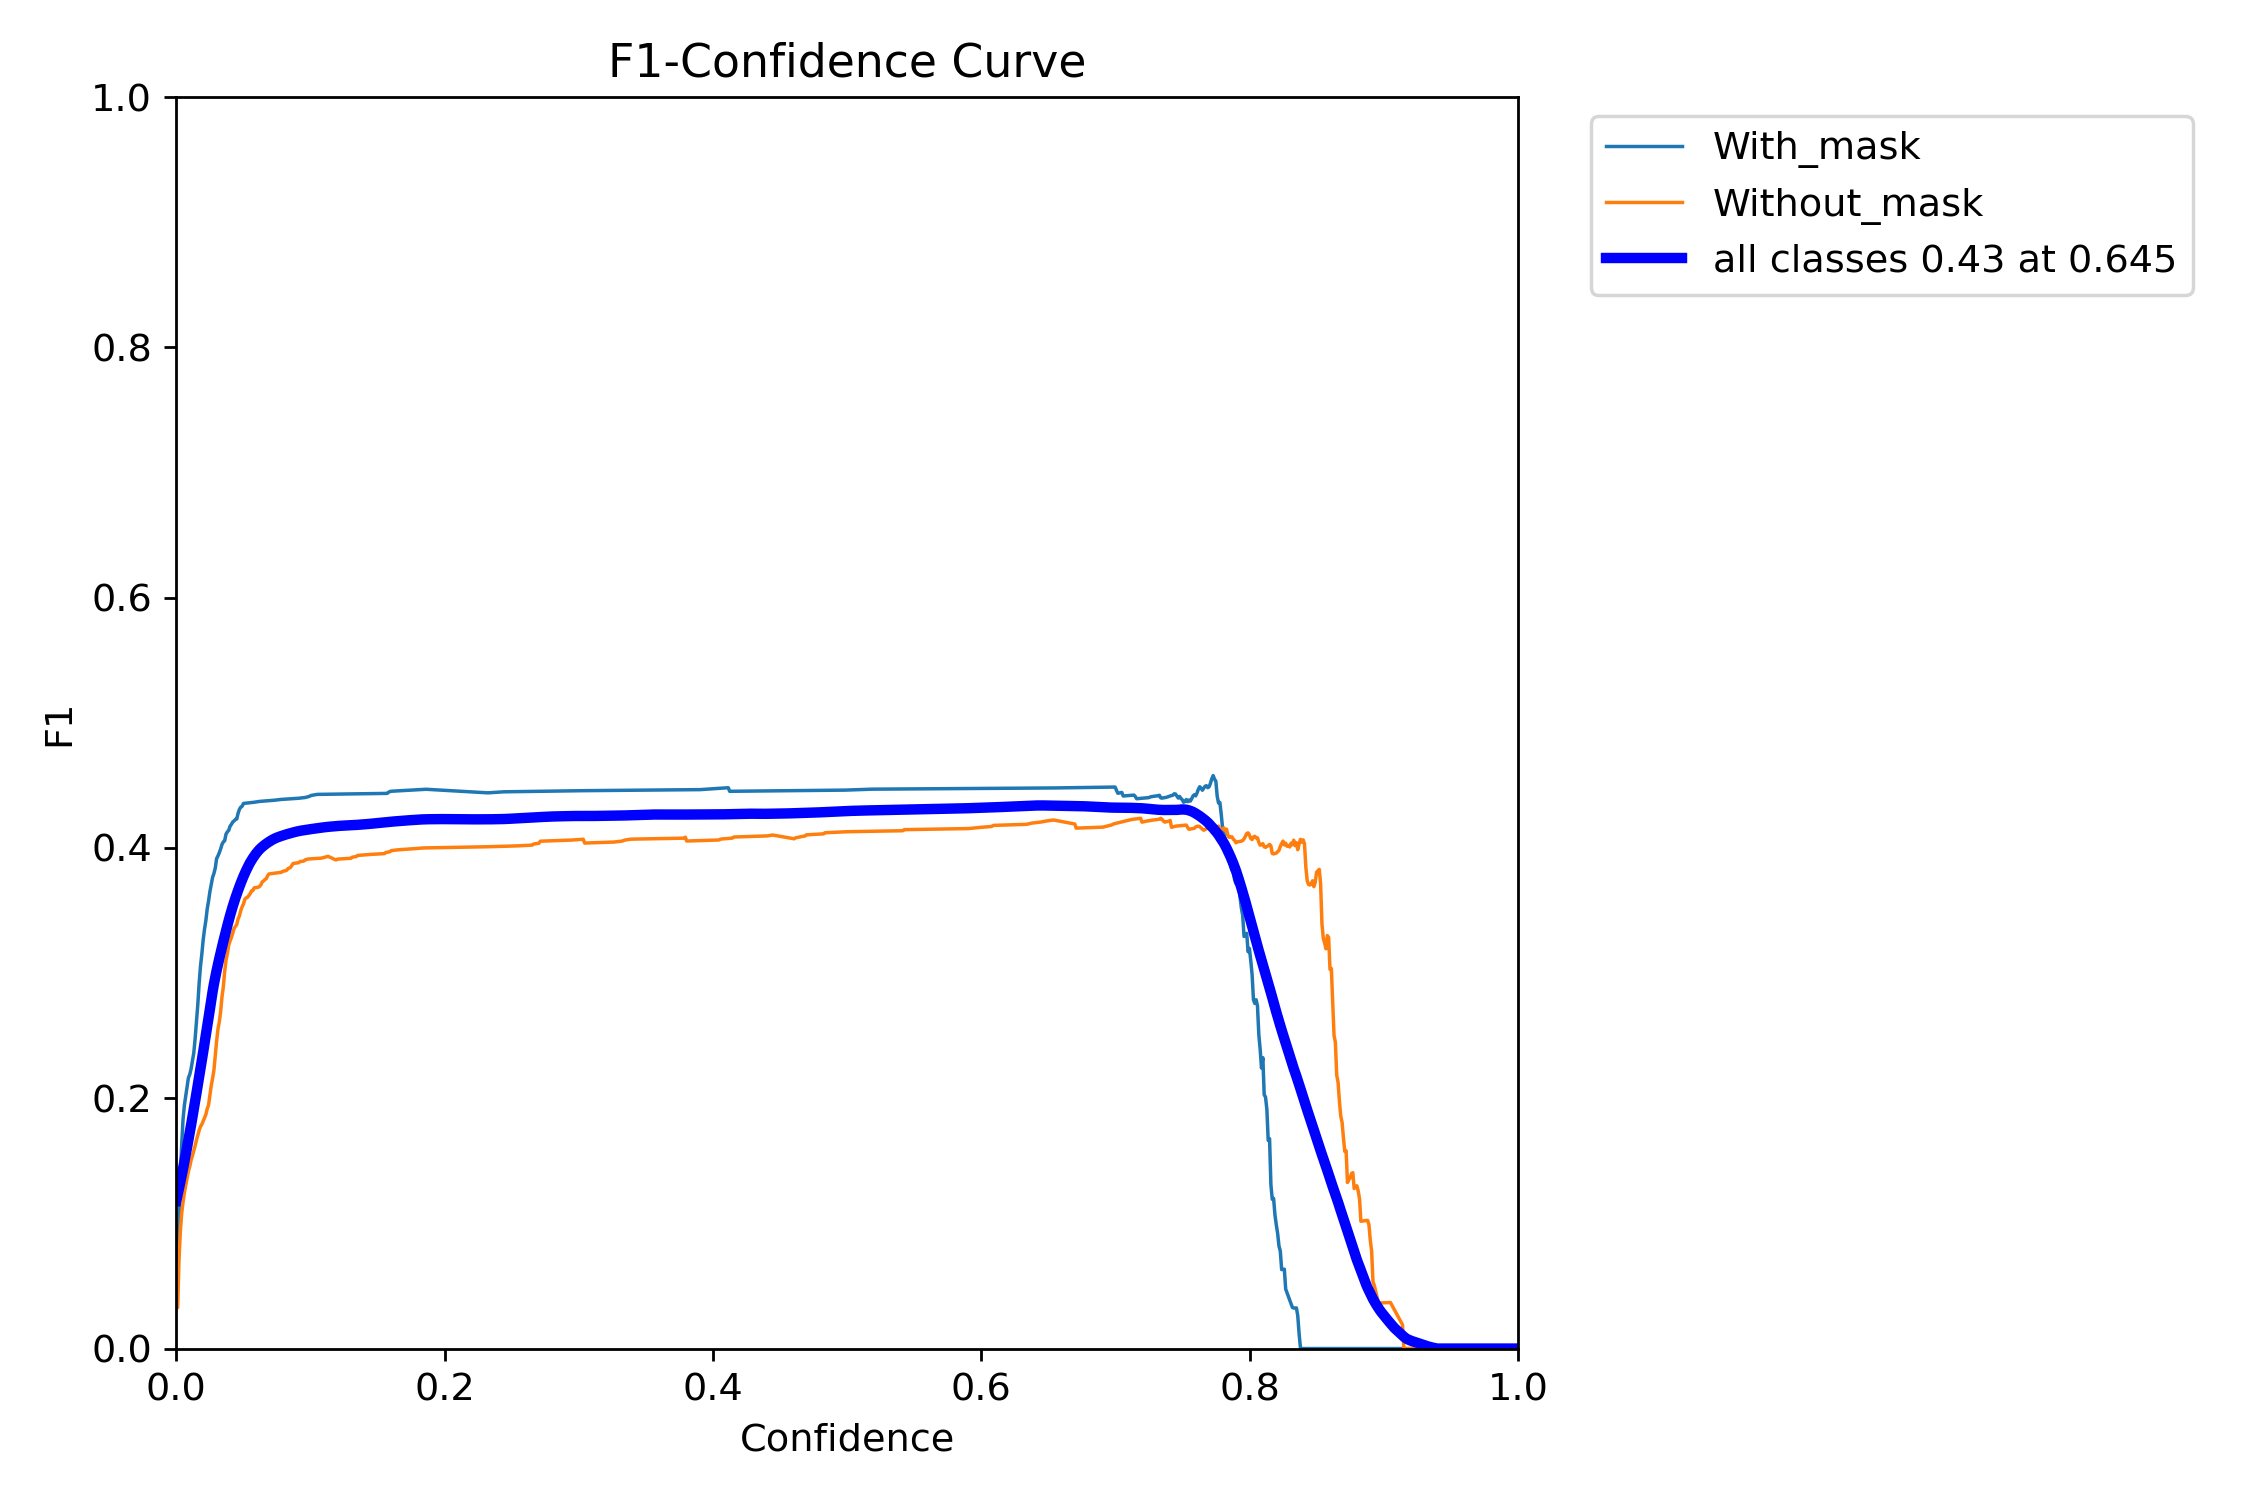 F1-Confidence Curve
1.0
0.8
0.6
0.4
0.2
0.0
F1
0.0 0.2 0.4 0.6 0.8 1.0
Confidence
With_mask
Without_mask
all classes 0.43 at 0.645